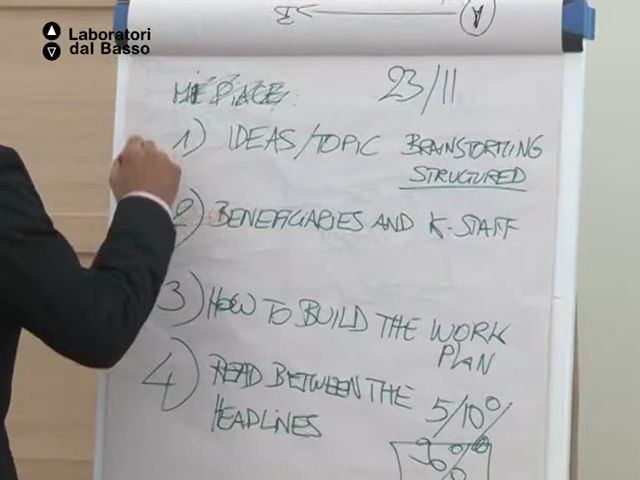 Laboratori
dal Basso
A
B
23/11
1) IDEAS/TOPIC BRAINSTORMING
STRUCTURED
2) BENEFICIARIES AND K-STAFF
3) HOW TO BUILD THE WORK
PLAN
4) READ BETWEEN THE
HEADLINES
5/10%